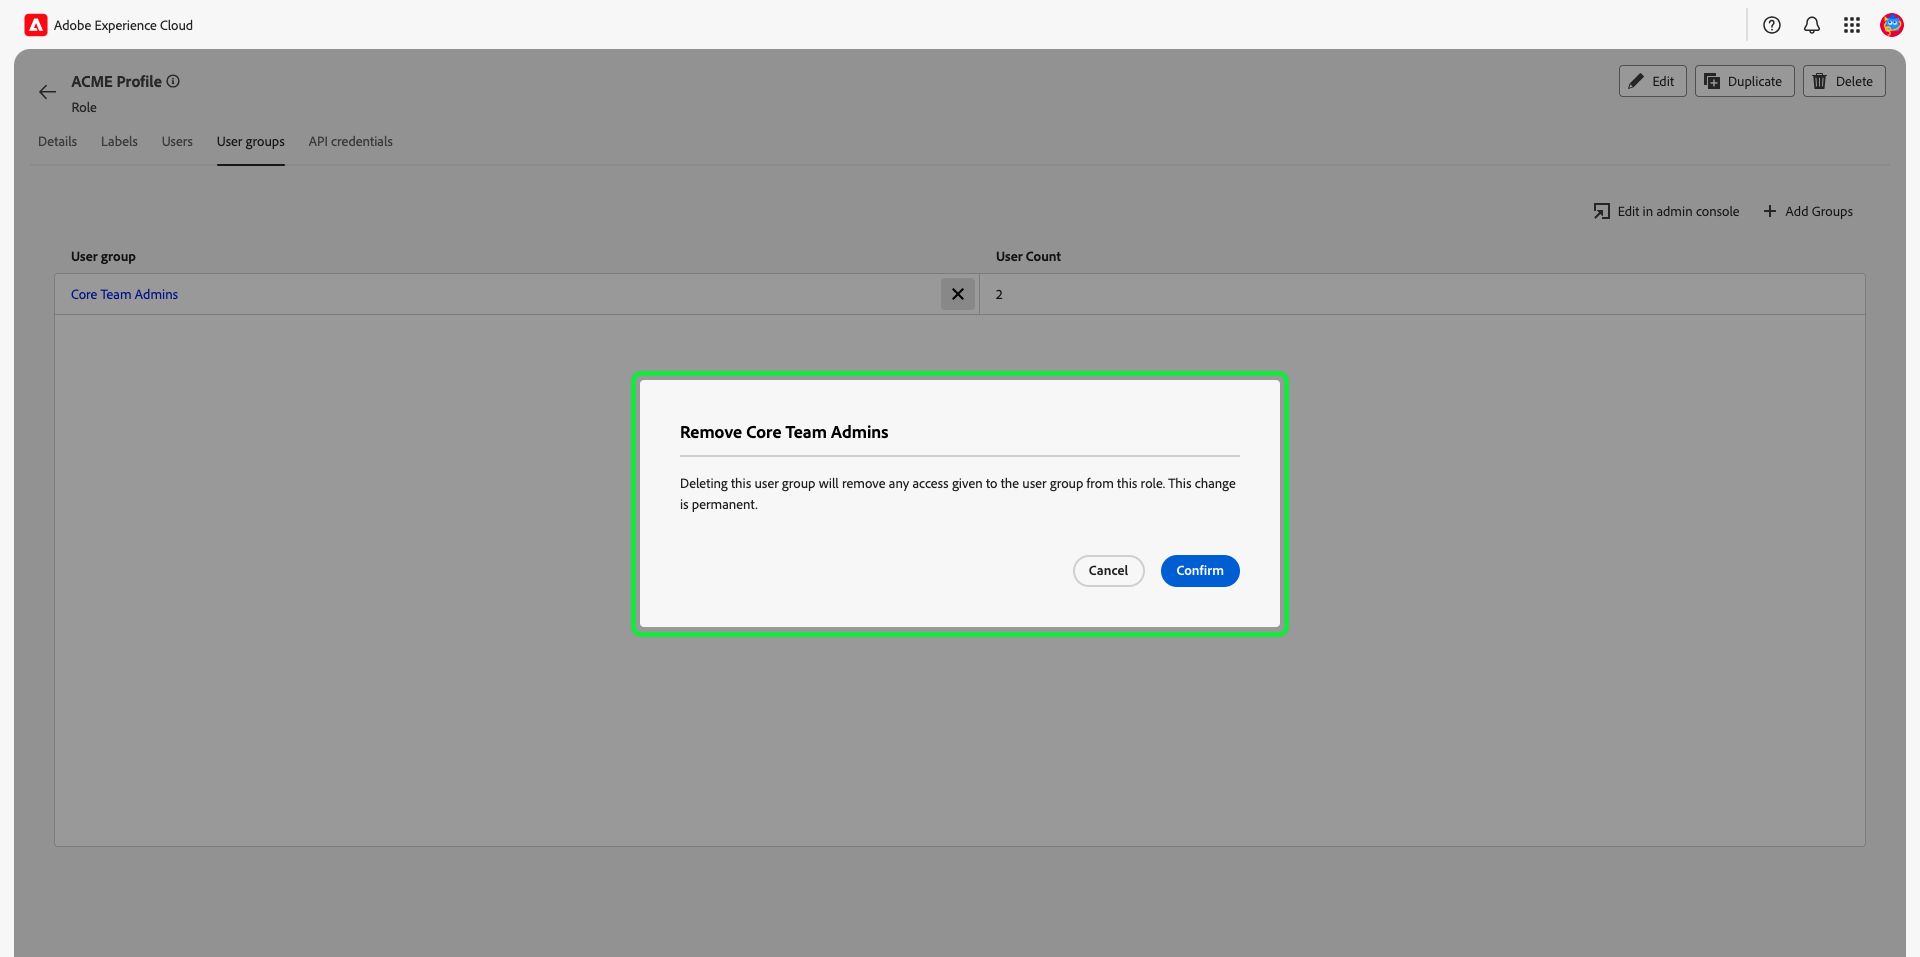 Adobe Experience Cloud
ACME Profile
Role
Edit
Duplicate
Delete
Details
Labels
Users
User groups
API credentials
Edit in admin console
Add Groups
User group
User Count
Core Team Admins
2
Remove Core Team Admins
Deleting this user group will remove any access given to the user group from this role. This change
is permanent.
Cancel
Confirm